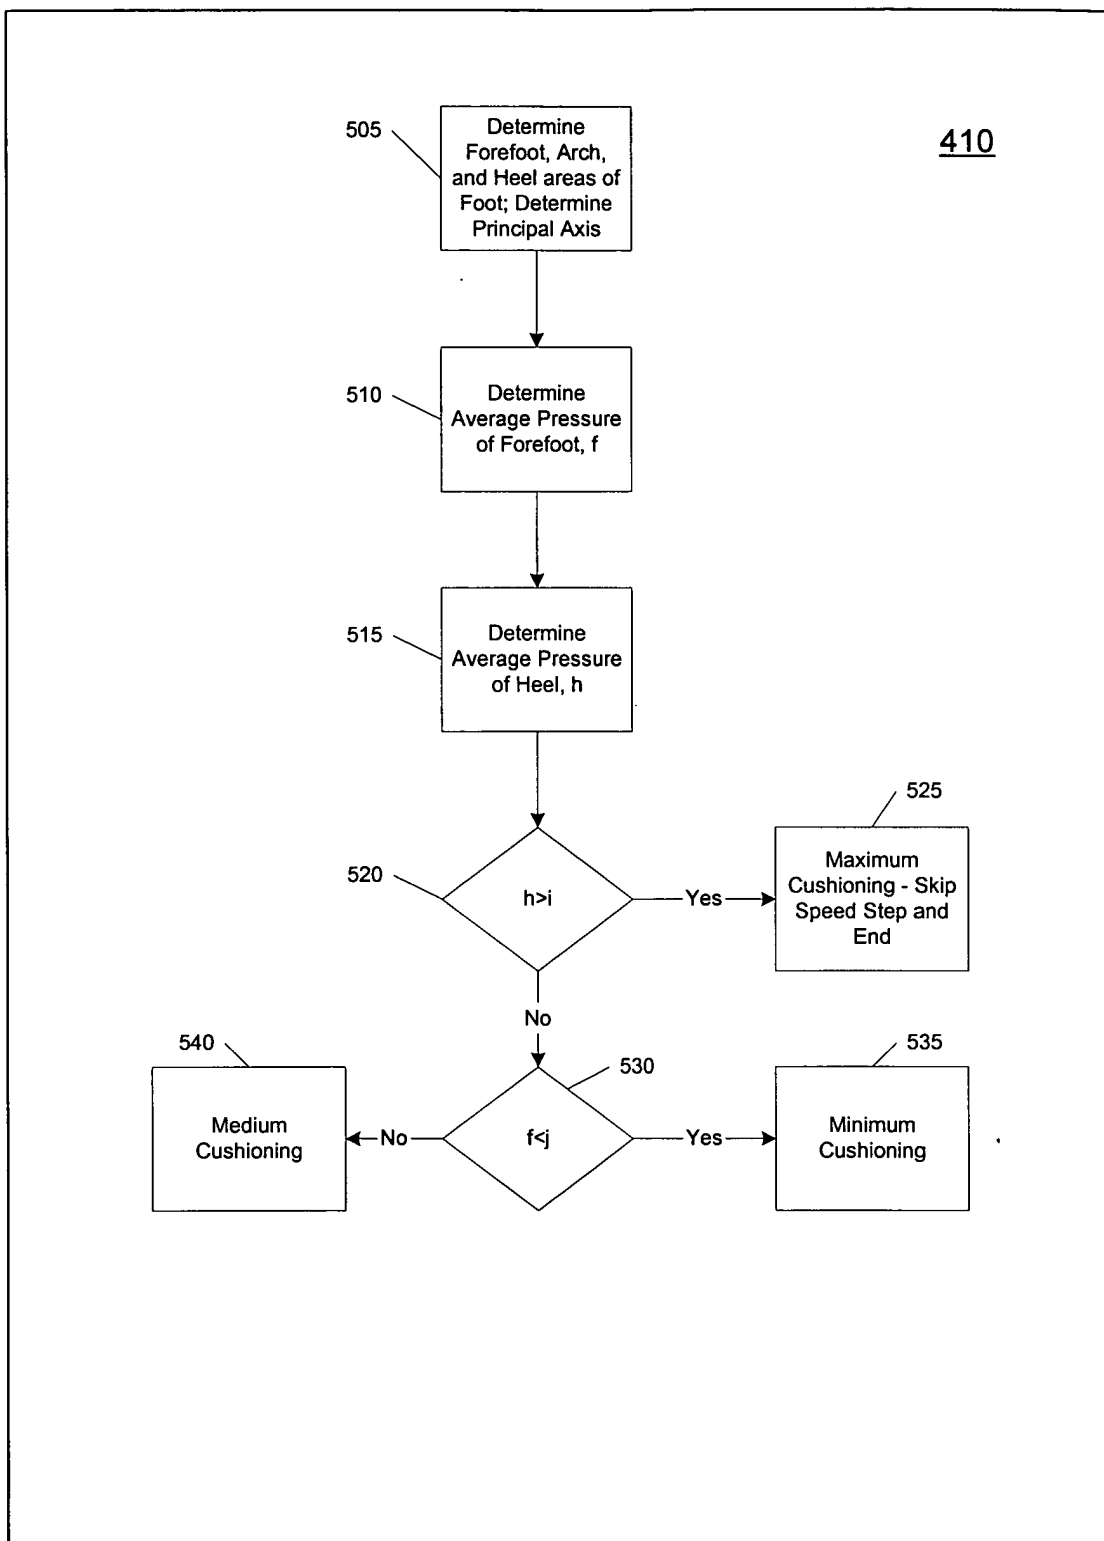 410
505
Determine
Forefoot, Arch,
and Heel areas of
Foot; Determine
Principal Axis
510
Determine
Average Pressure
of Forefoot, f
515
Determine
Average Pressure
of Heel, h
520
h>i
Yes
525
Maximum
Cushioning - Skip
Speed Step and
End
No
530
f<j
Yes
535
Minimum
Cushioning
No
540
Medium
Cushioning